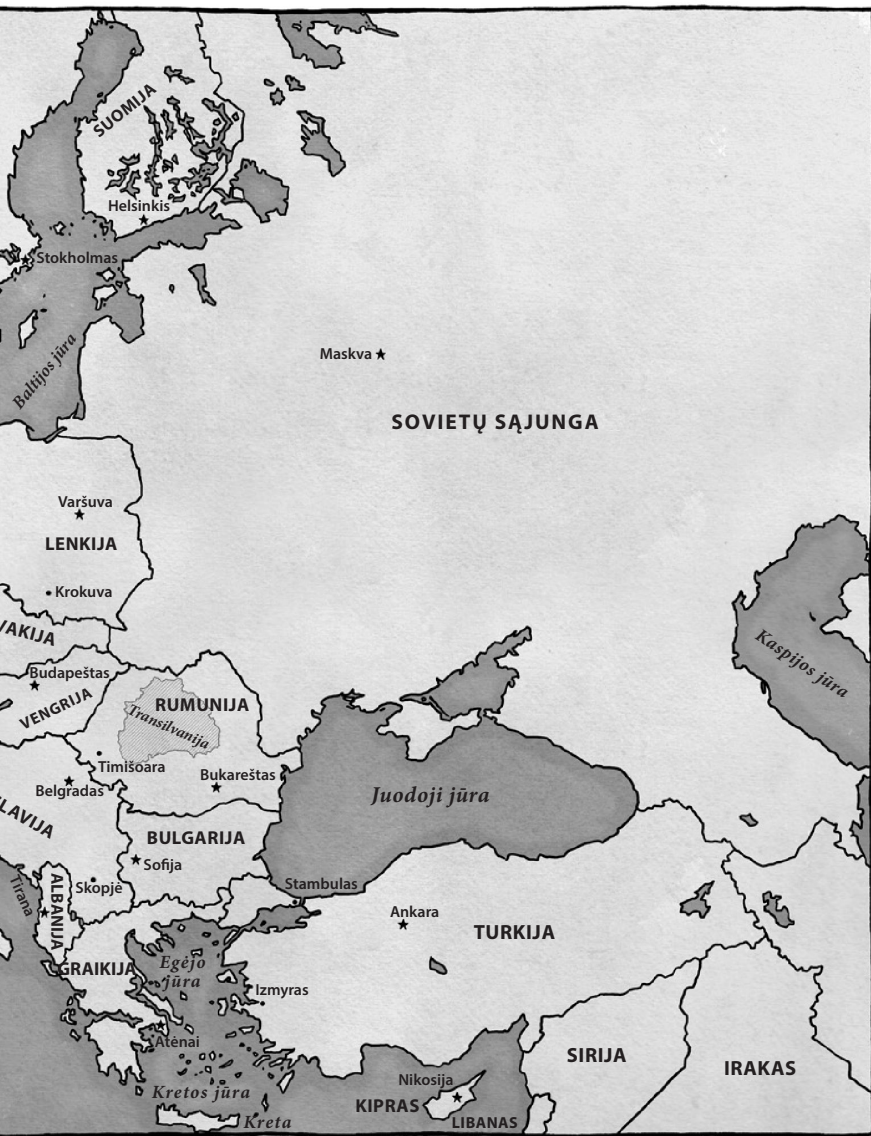 SUOMIJA
Helsinkis
Stokholmas
Baltijos jūra
Maskva
SOVIETŲ SĄJUNGA
Varšuva
LENKIJA
Krokuva
VAKIJA
Kaspijos jūra
Budapeštas
VENGRIJA
RUMUNIJA
Transilvanija
Timišoara
Bukareštas
Belgradas
Juodoji jūra
LAVIJA
BULGARIJA
Sofija
Skopjė
Stambulas
Tirana
ALBANIJA
Ankara
TURKIJA
GRAIKIJA
Egėjo
jūra
Izmyras
Atėnai
SIRIJA
IRAKAS
Nikosija
Kretos jūra
KIPRAS
Kreta
LIBANAS